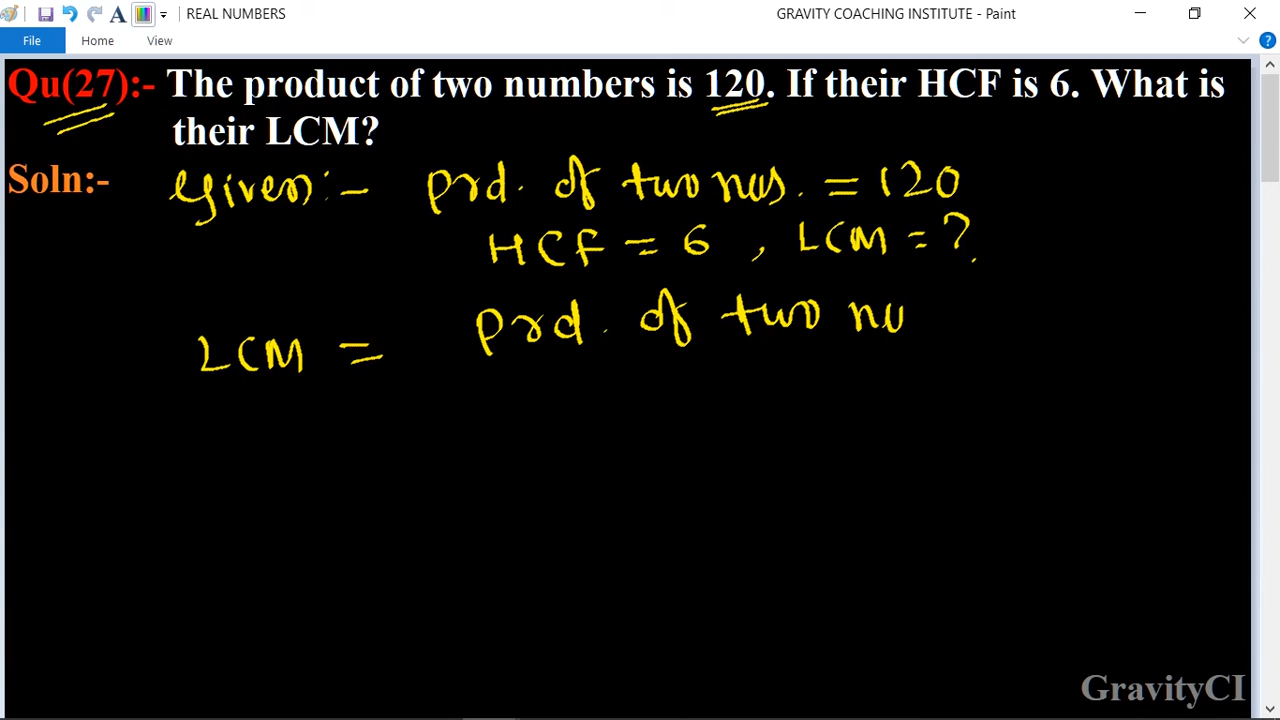 REAL NUMBERS
GRAVITY COACHING INSTITUTE - Paint
File Home View
Qu(27):- The product of two numbers is 120. If their HCF is 6. What is
their LCM?
Soln:- Given:- Prd. of two nos. = 120
HCF = 6 , LCM = ?
Prd. of two nu
LCM =
GravityCI